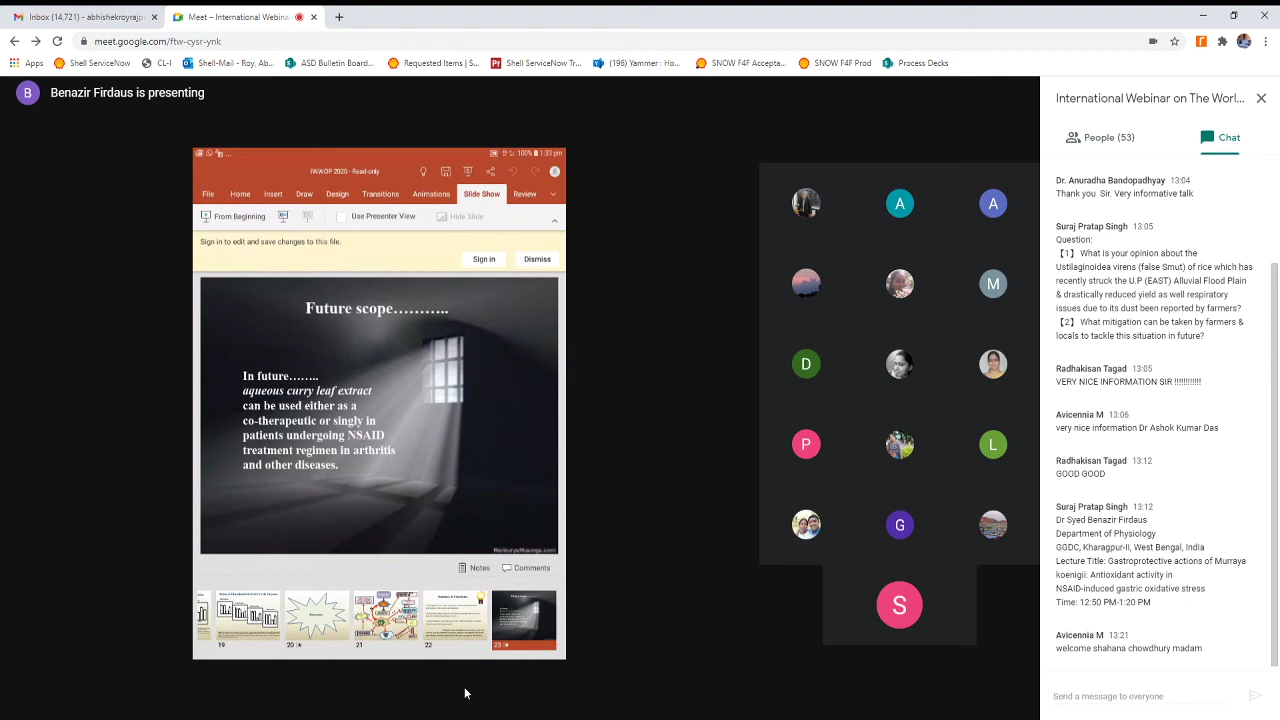 Inbox (14,721) - abhishekroyrajp
Meet – International Webina
meet.google.com/ftw-cysr-ynk
Apps
Shell ServiceNow
CL-I
Shell-Mail - Roy, Ab...
ASD Bulletin Board...
Requested Items | S...
Shell ServiceNow Tr...
(196) Yammer : Ho...
SNOW F4F Accepta...
SNOW F4F Prod
Process Decks
B
Benazir Firdaus is presenting
100% 1:33 pm
IWWOP 2020 - Read-only
File Home Insert Draw Design Transitions Animations Slide Show Review
From Beginning
Use Presenter View
Hide Slide
Sign in to edit and save changes to this file.
Sign in
Dismiss
Future scope………..
In future……..
aqueous curry leaf extract
can be used either as a
co-therapeutic or singly in
patients undergoing NSAID
treatment regimen in arthritis
and other diseases.
Notes
Comments
19
20
21
22
23
A
A
M
D
P
L
G
S
International Webinar on The Worl...
People (53)
Chat
Dr. Anuradha Bandopadhyay 13:04
Thank you Sir. Very informative talk
Suraj Pratap Singh 13:05
Question:
【1】 What is your opinion about the
Ustilaginoidea virens (false Smut) of rice which has
recently struck the U.P (EAST) Alluvial Flood Plain
& drastically reduced yield as well respiratory
issues due to its dust been reported by farmers?
【2】 What mitigation can be taken by farmers &
locals to tackle this situation in future?
Radhakisan Tagad 13:05
VERY NICE INFORMATION SIR !!!!!!!!!!!!
Avicennia M 13:06
very nice information Dr Ashok Kumar Das
Radhakisan Tagad 13:12
GOOD GOOD
Suraj Pratap Singh 13:12
Dr Syed Benazir Firdaus
Department of Physiology
GGDC, Kharagpur-II, West Bengal, India
Lecture Title: Gastroprotective actions of Murraya
koenigii: Antioxidant activity in
NSAID-induced gastric oxidative stress
Time: 12:50 PM-1:20 PM
Avicennia M 13:21
welcome shahana chowdhury madam
Send a message to everyone